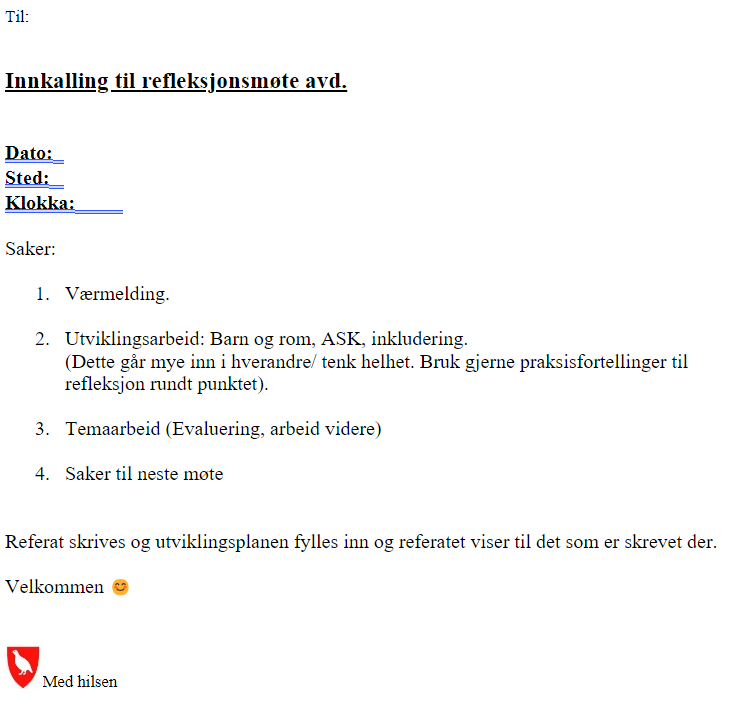 Til:
Innkalling til refleksjonsmøte avd.
Dato:_
Sted:_
Klokka:____
Saker:
1. Værmelding.
2. Utviklingsarbeid: Barn og rom, ASK, inkludering.
(Dette går mye inn i hverandre/ tenk helhet. Bruk gjerne praksisfortellinger til
refleksjon rundt punktet).
3. Temaarbeid (Evaluering, arbeid videre)
4. Saker til neste møte
Referat skrives og utviklingsplanen fylles inn og referatet viser til det som er skrevet der.
Velkommen 😊
Med hilsen